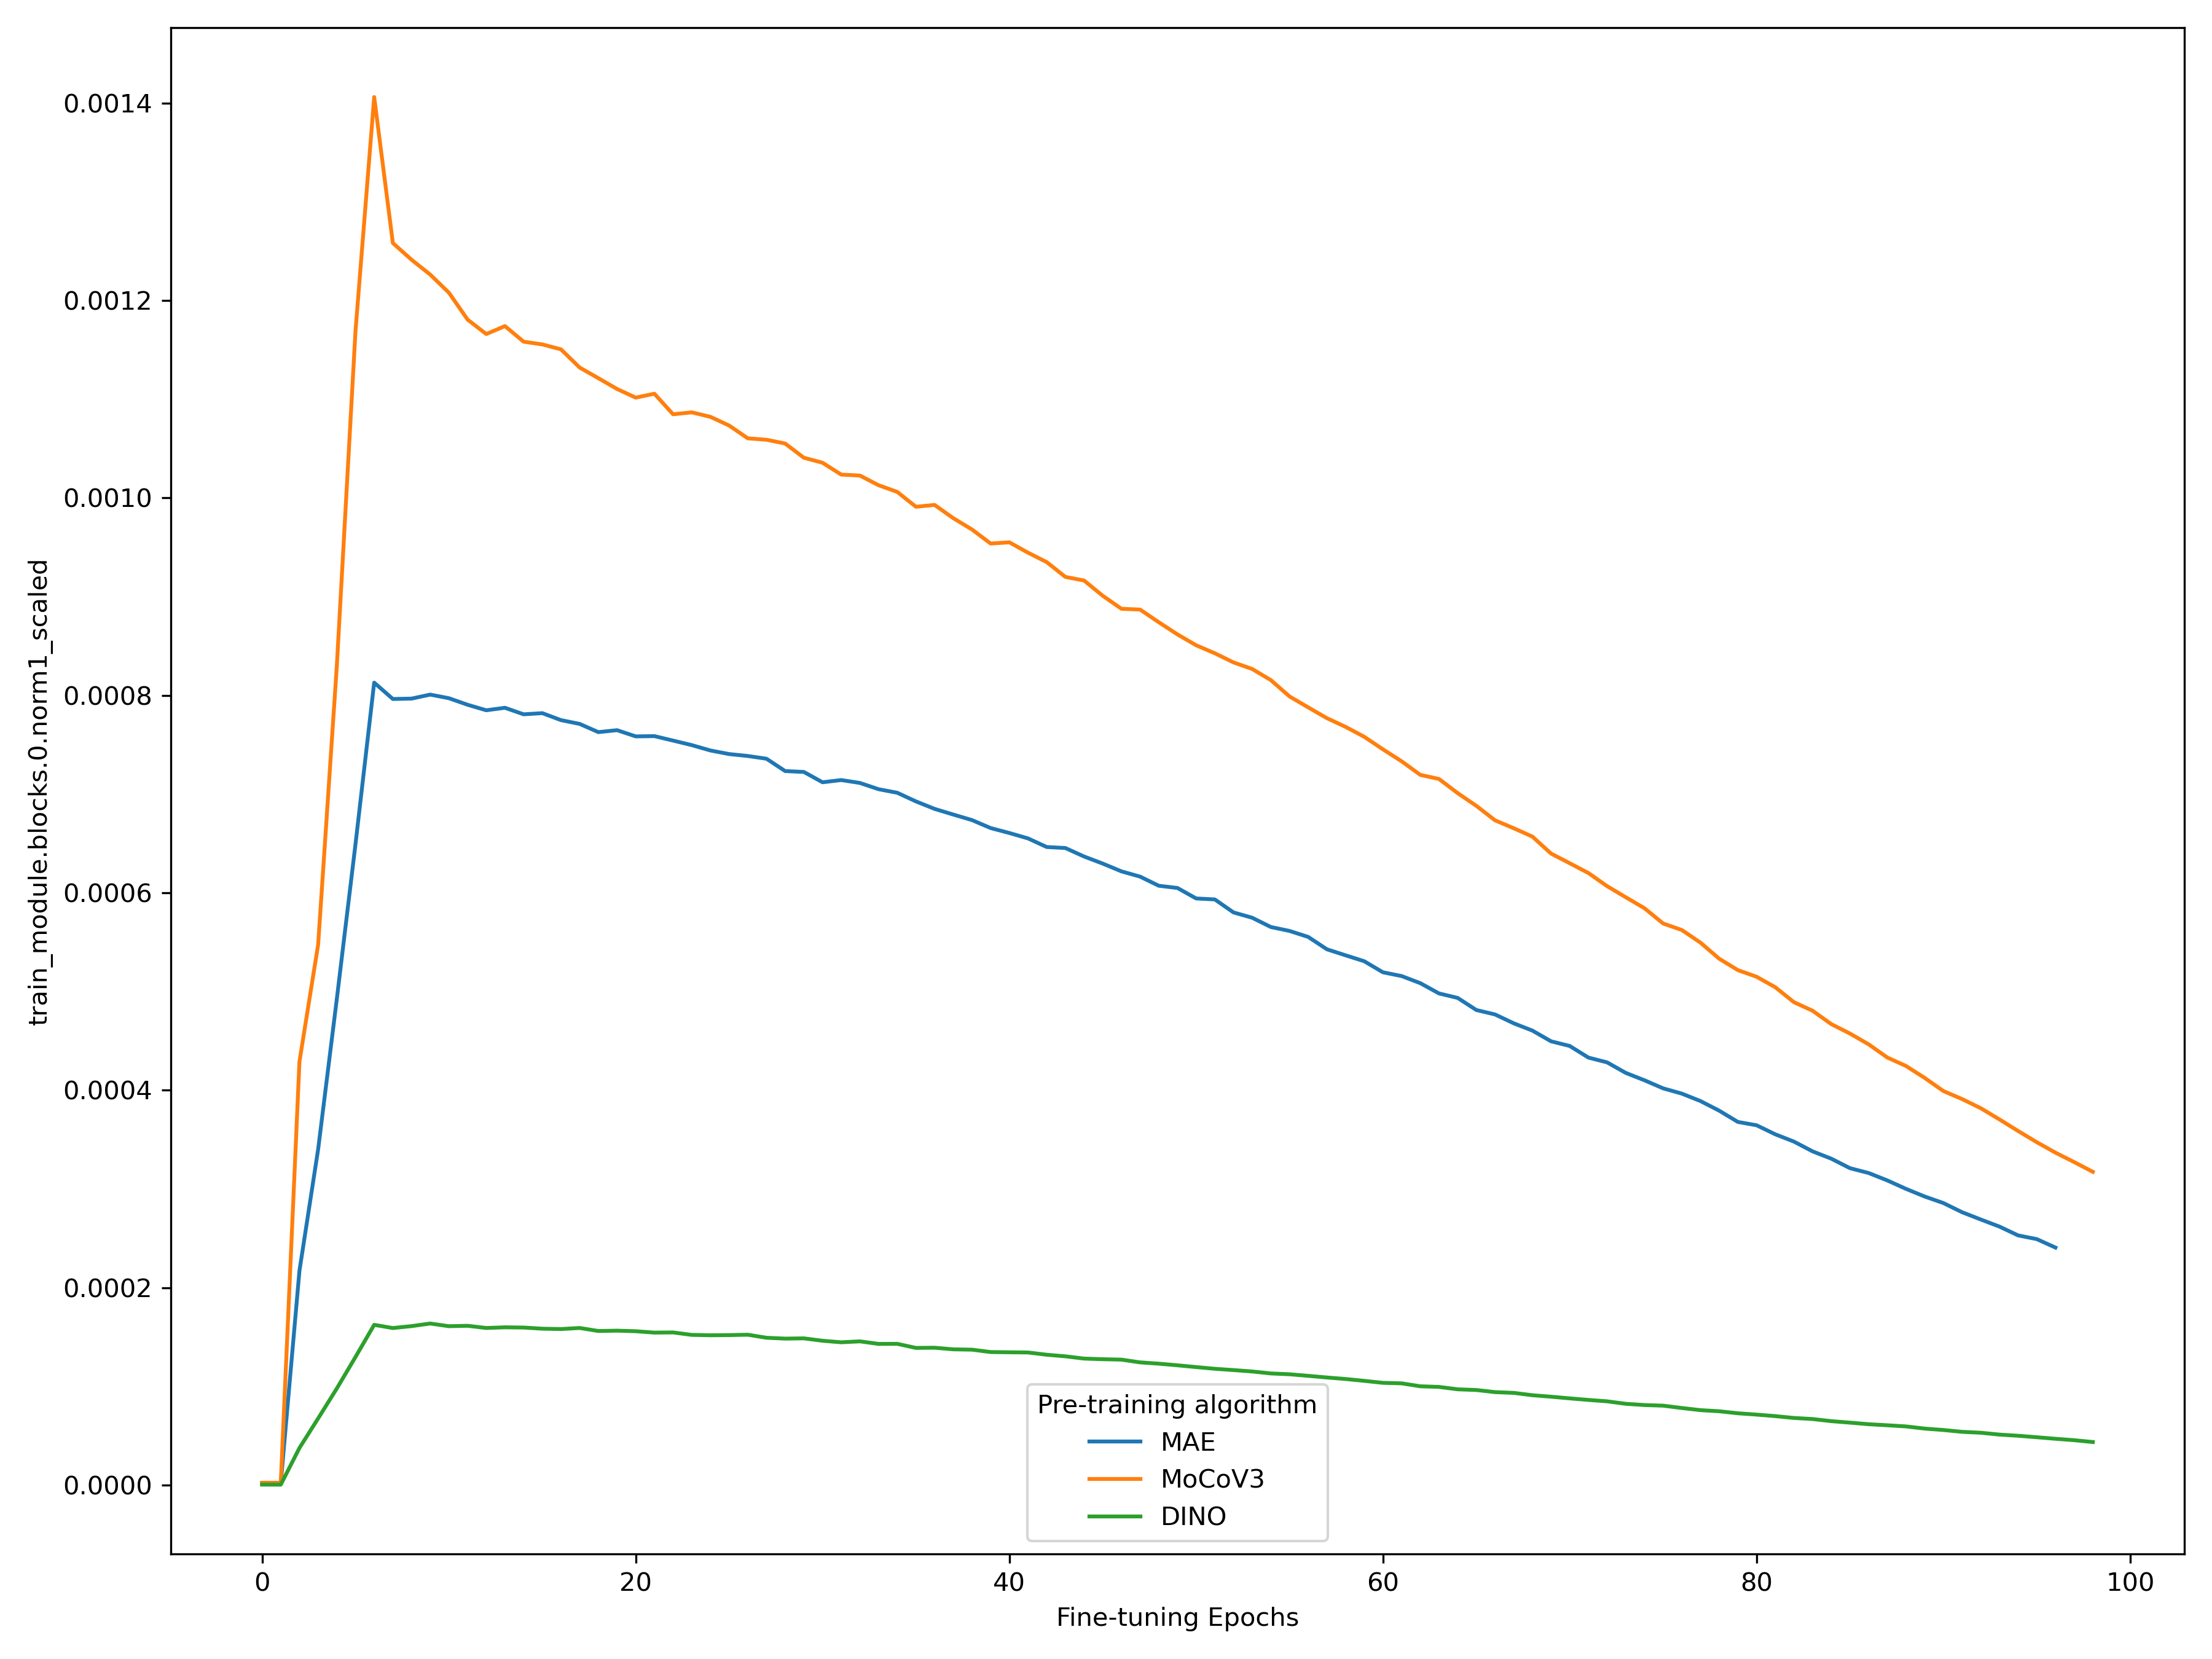 0.0014
0.0012
0.0010
0.0008
0.0006
0.0004
0.0002
0.0000
train_module.blocks.0.norm1_scaled
Pre-training algorithm
MAE
MoCoV3
DINO
0 20 40 60 80 100
Fine-tuning Epochs